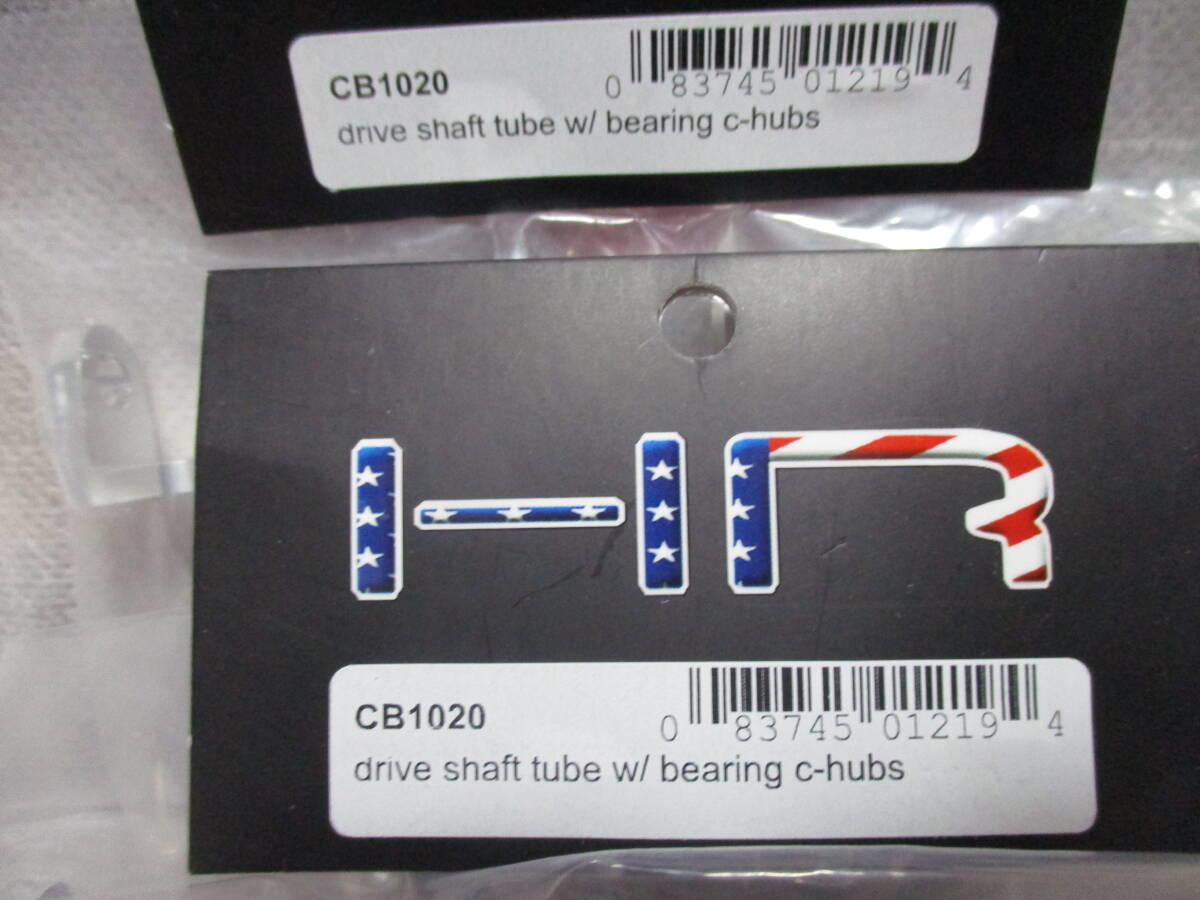 CB1020
0 83745 01219 4
drive shaft tube w/ bearing c-hubs
HR
CB1020
0 83745 01219 4
drive shaft tube w/ bearing c-hubs